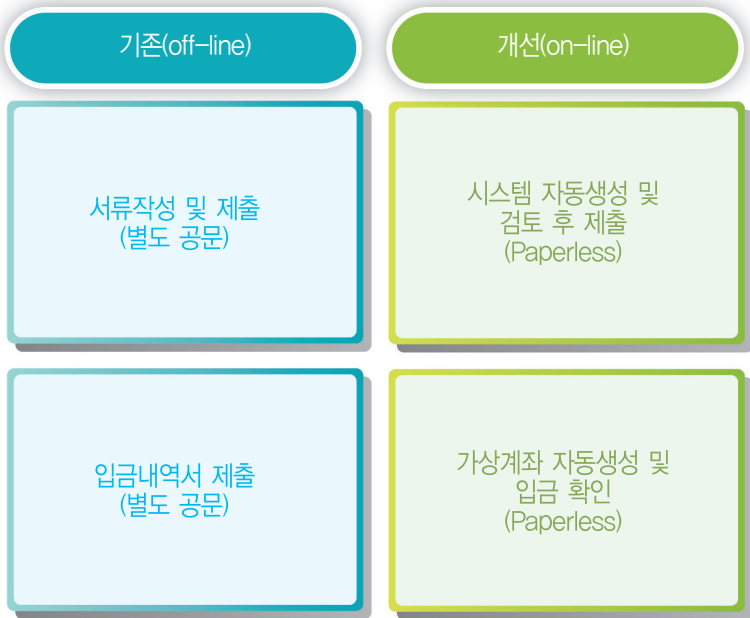 기존(off-line)
개선(on-line)
서류작성 및 제출
(별도 공문)
시스템 자동생성 및
검토 후 제출
(Paperless)
입금내역서 제출
(별도 공문)
가상계좌 자동생성 및
입금 확인
(Paperless)